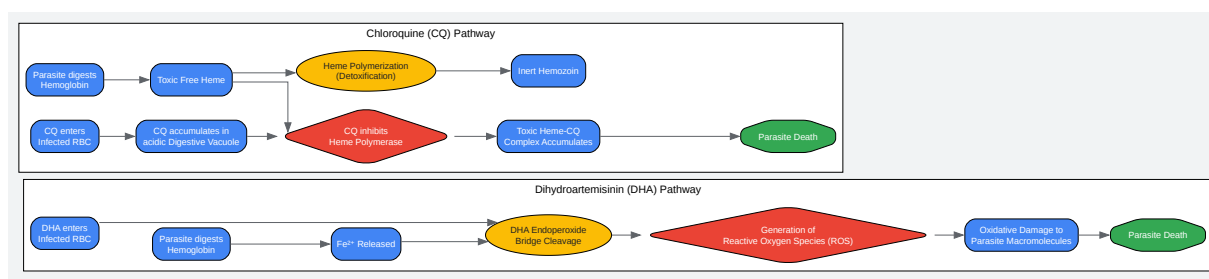 Chloroquine (CQ) Pathway
Parasite digests
Hemoglobin
Toxic Free Heme
Heme Polymerization
(Detoxification)
Inert Hemozoin
CQ enters
Infected RBC
CQ accumulates in
acidic Digestive Vacuole
CQ inhibits
Heme Polymerase
Toxic Heme-CQ
Complex Accumulates
Parasite Death
Dihydroartemisinin (DHA) Pathway
DHA enters
Infected RBC
Parasite digests
Hemoglobin
Fe²⁺ Released
DHA Endoperoxide
Bridge Cleavage
Generation of
Reactive Oxygen Species (ROS)
Oxidative Damage to
Parasite Macromolecules
Parasite Death